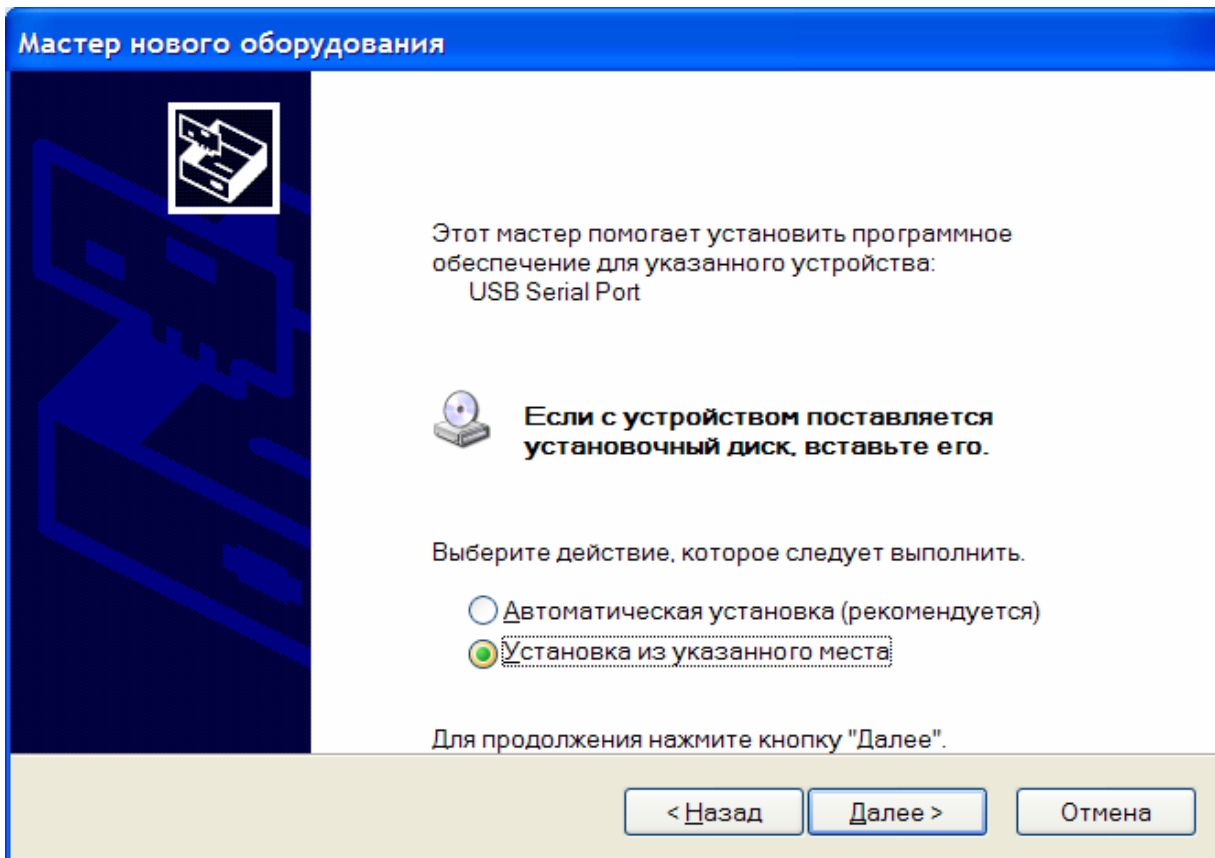 Мастер нового оборудования
Этот мастер помогает установить программное
обеспечение для указанного устройства:
USB Serial Port
Если с устройством поставляется
установочный диск, вставьте его.
Выберите действие, которое следует выполнить.
Автоматическая установка (рекомендуется)
Установка из указанного места
Для продолжения нажмите кнопку "Далее".
< Назад Далее > Отмена